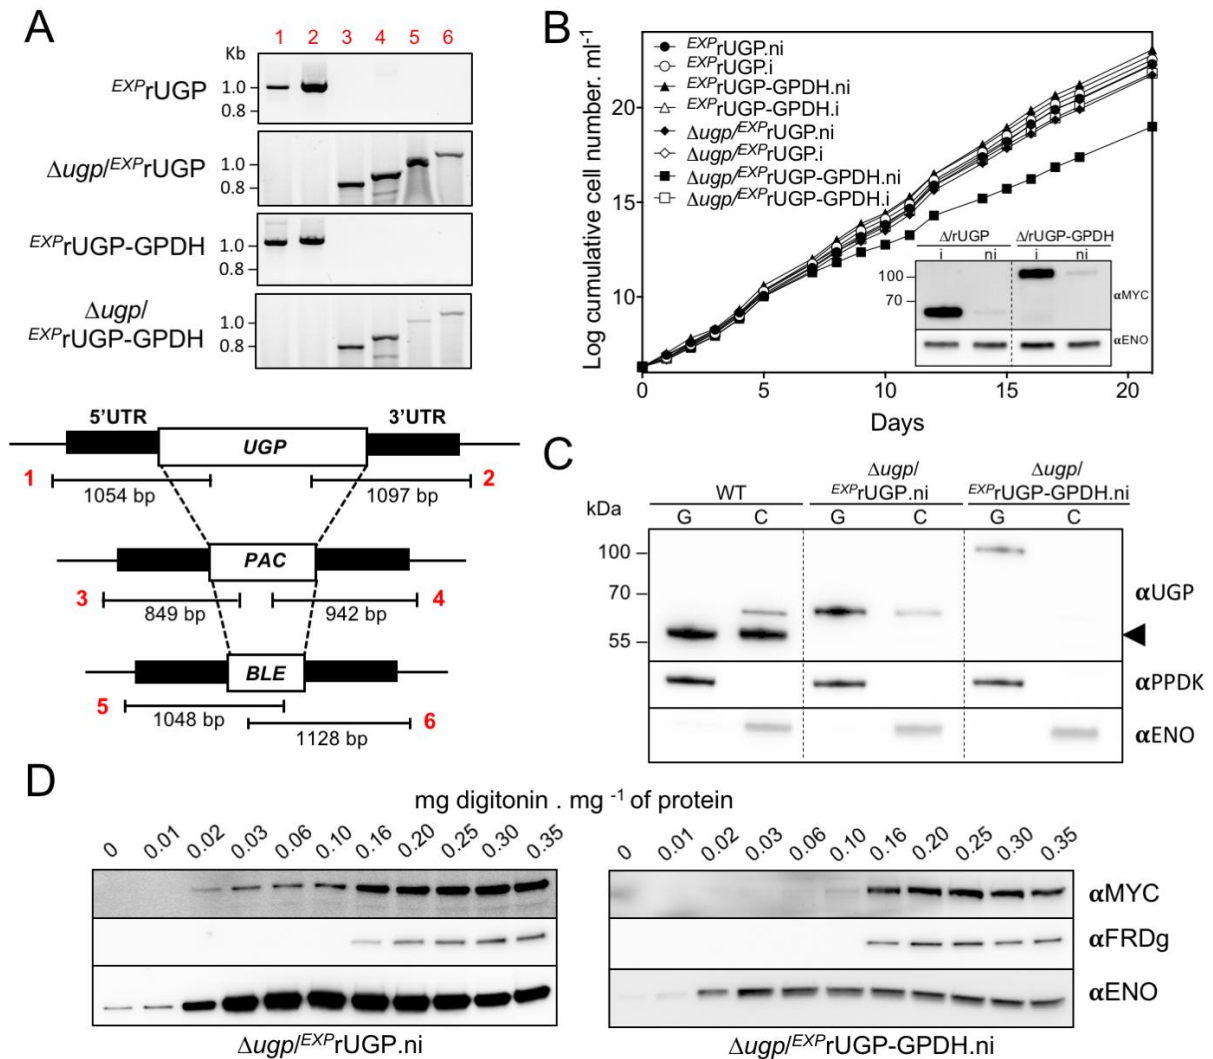 A
1 2 3 4 5 6
Kb
EXPrUGP
1.0
0.8
Δugp/EXPrUGP
1.0
0.8
EXPrUGP-GPDH
1.0
0.8
Δugp/
EXPrUGP-GPDH
1.0
0.8
5'UTR
3'UTR
UGP
1
1054 bp
1097 bp
2
PAC
3
849 bp
942 bp
4
BLE
5
1048 bp
1128 bp
6
B
Log cumulative cell number. ml-1
20
15
10
0 5 10 15 20
Days
EXPrUGP.ni
EXPrUGP.i
EXPrUGP-GPDH.ni
EXPrUGP-GPDH.i
Δugp/EXPrUGP.ni
Δugp/EXPrUGP.i
Δugp/EXPrUGP-GPDH.ni
Δugp/EXPrUGP-GPDH.i
Δ/rUGP Δ/rUGP-GPDH
i ni i ni
100
70
αMYC
αENO
C
WT
Δugp/
EXPrUGP.ni
Δugp/
EXPrUGP-GPDH.ni
kDa
G C G C G C
100
70
55
αUGP
αPPDK
αENO
D
mg digitonin . mg -1 of protein
0 0.01 0.02 0.03 0.06 0.10 0.16 0.20 0.25 0.30 0.35
0 0.01 0.02 0.03 0.06 0.10 0.16 0.20 0.25 0.30 0.35
αMYC
αFRDg
αENO
Δugp/EXPrUGP.ni
Δugp/EXPrUGP-GPDH.ni